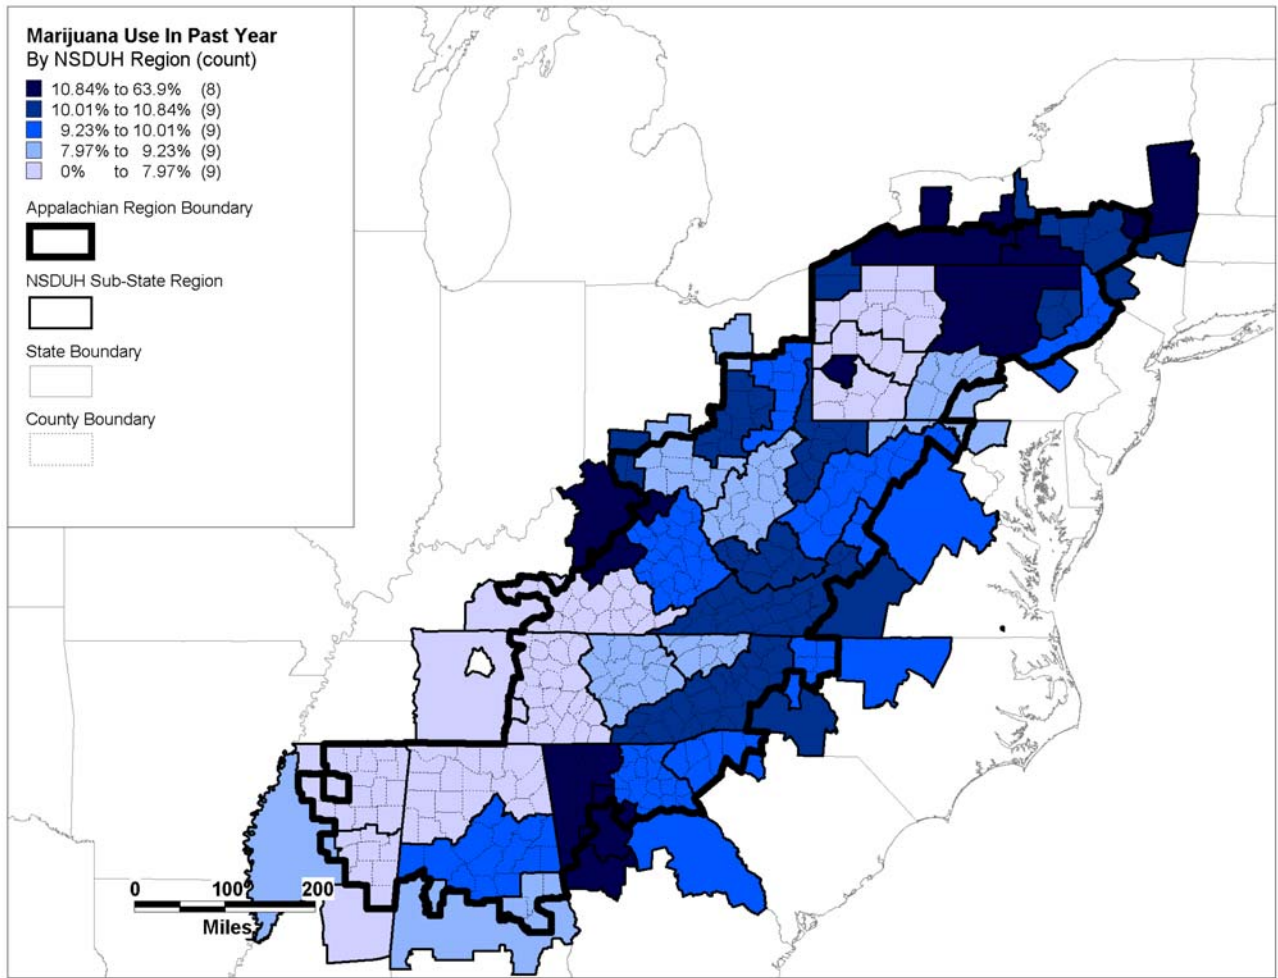 Marijuana Use In Past Year
By NSDUH Region (count)
10.84% to 63.9% (8)
10.01% to 10.84% (9)
9.23% to 10.01% (9)
7.97% to 9.23% (9)
0% to 7.97% (9)
Appalachian Region Boundary
NSDUH Sub-State Region
State Boundary
County Boundary
0 100 200
Miles